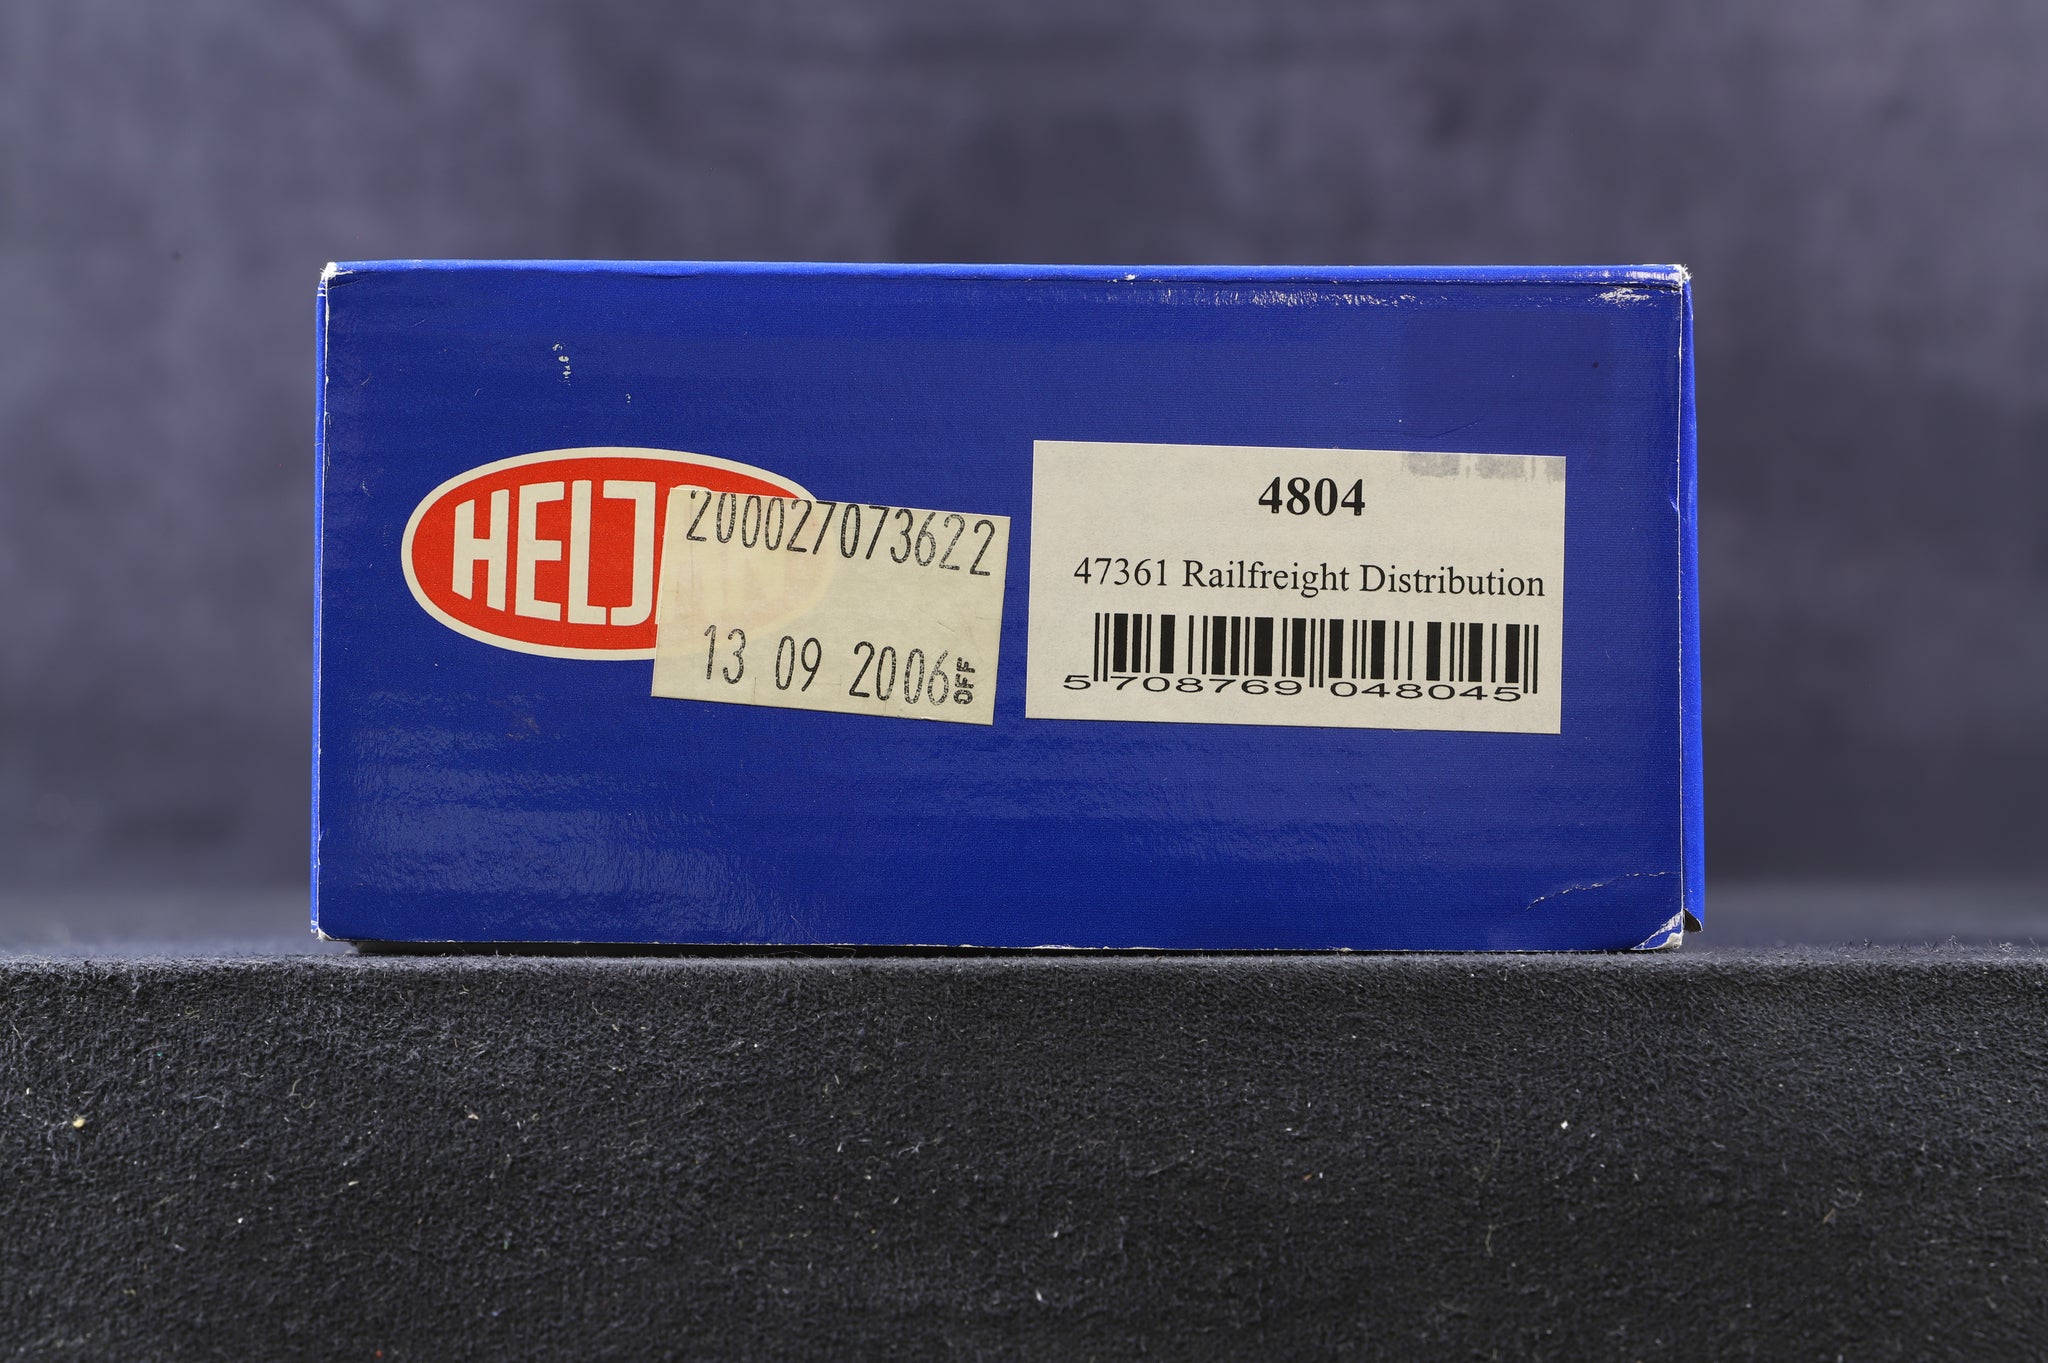 HELJ
200027073622
13 09 2006 OFF
4804
47361 Railfreight Distribution
5 708769 048045